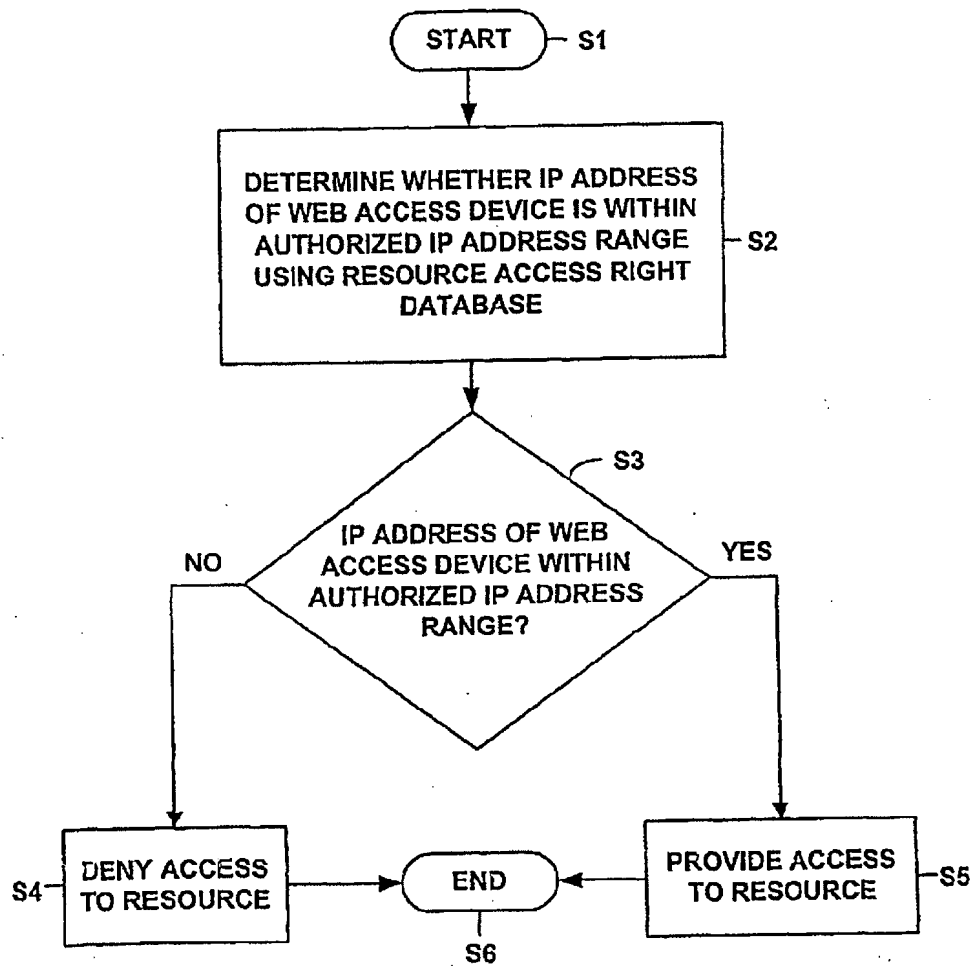 START
S1
DETERMINE WHETHER IP ADDRESS
OF WEB ACCESS DEVICE IS WITHIN
AUTHORIZED IP ADDRESS RANGE
USING RESOURCE ACCESS RIGHT
DATABASE
S2
S3
IP ADDRESS OF WEB
ACCESS DEVICE WITHIN
AUTHORIZED IP ADDRESS
RANGE?
NO
YES
DENY ACCESS
TO RESOURCE
S4
END
S6
PROVIDE ACCESS
TO RESOURCE
S5